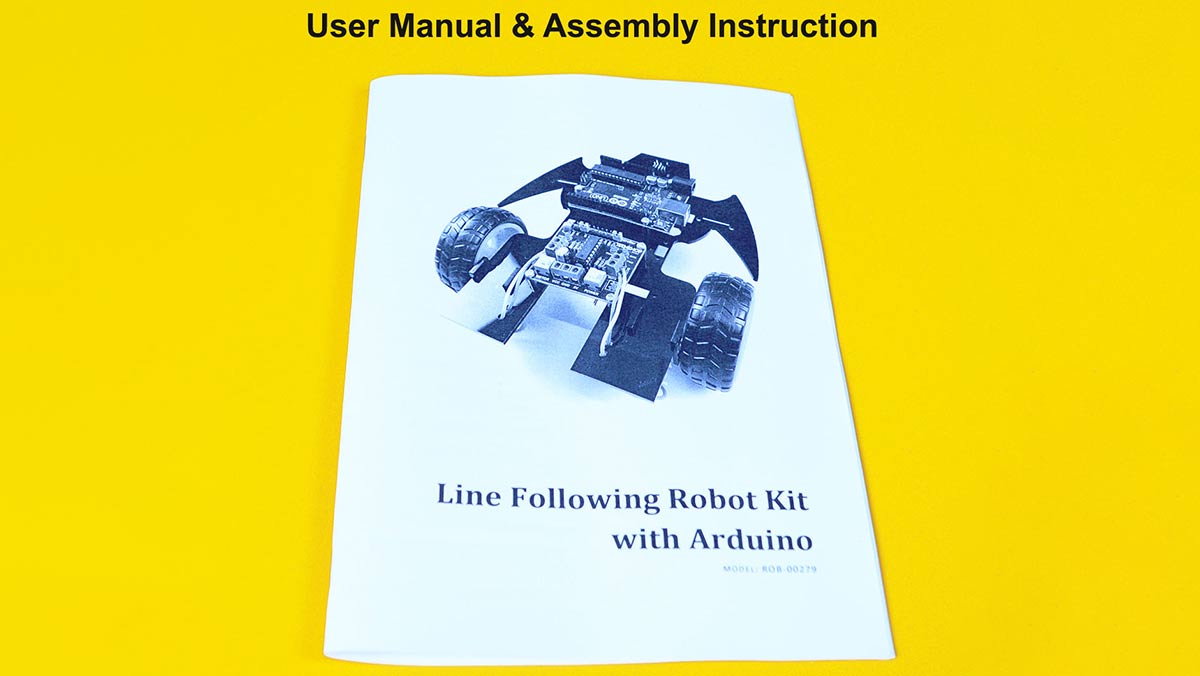 User Manual & Assembly Instruction
Line Following Robot Kit
with Arduino
MODEL: ROB-00279